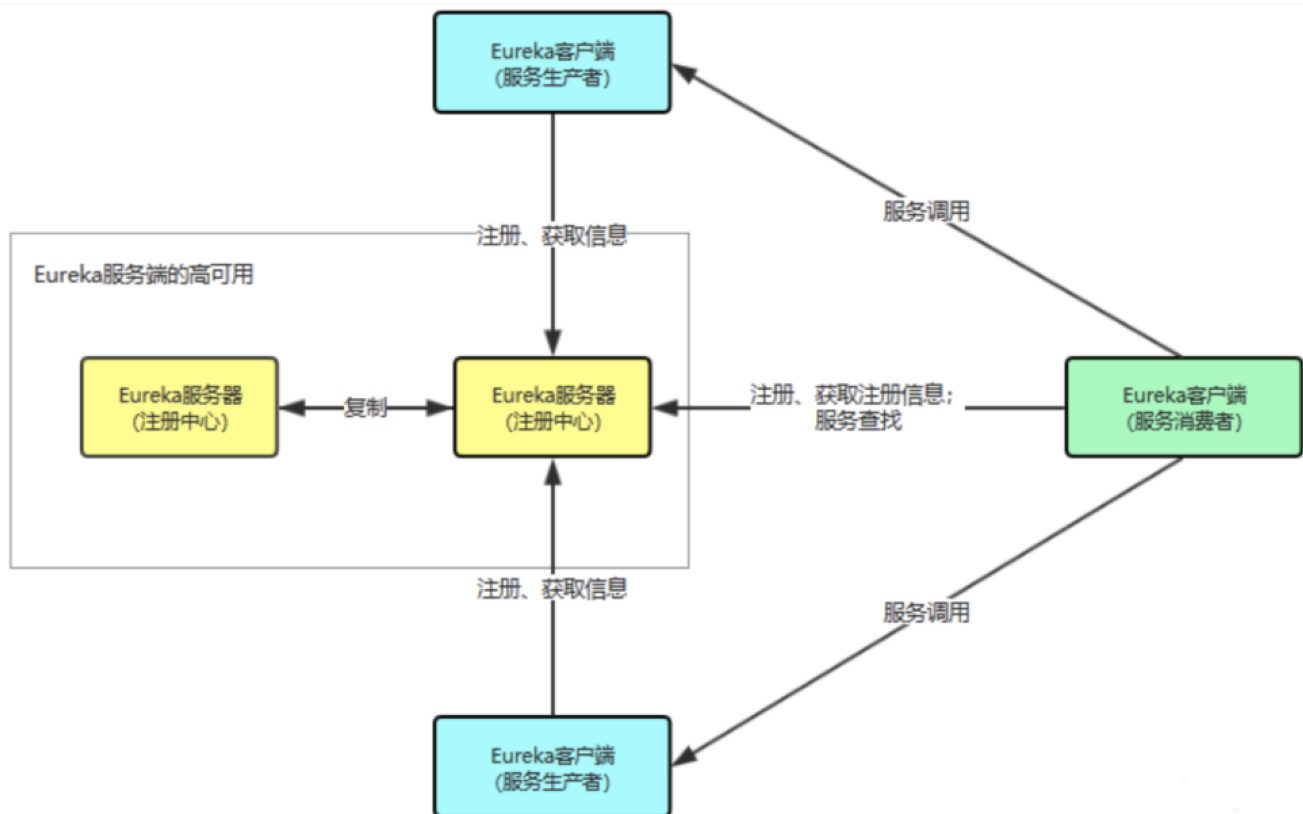 Eureka客户端
(服务生产者)
服务调用
注册、获取信息
Eureka服务端的高可用
Eureka服务器
(注册中心)
复制
Eureka服务器
(注册中心)
注册、获取注册信息;
服务查找
Eureka客户端
(服务消费者)
注册、获取信息
服务调用
Eureka客户端
(服务生产者)